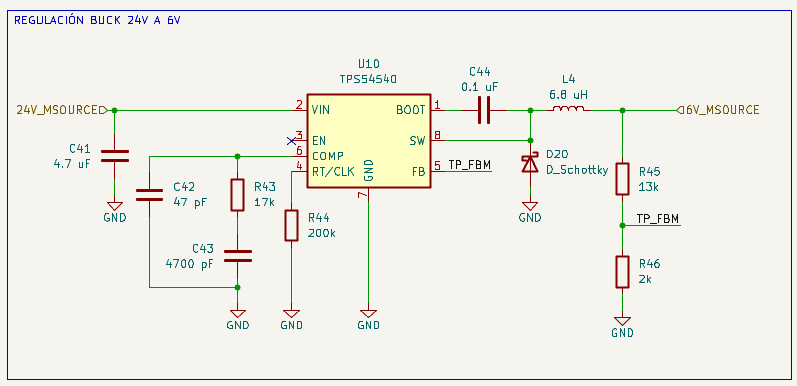 REGULACIÓN BUCK 24V A 6V
U10
TPS54540
24V_MSOURCE
2
VIN
BOOT
1
C44
0.1 uF
L4
6.8 uH
6V_MSOURCE
3
EN
SW
8
6
COMP
4
RT/CLK
FB
5
TP_FBM
GND
7
C41
4.7 uF
GND
C42
47 pF
R43
17k
C43
4700 pF
GND
R44
200k
GND
GND
D20
D_Schottky
GND
R45
13k
TP_FBM
R46
2k
GND